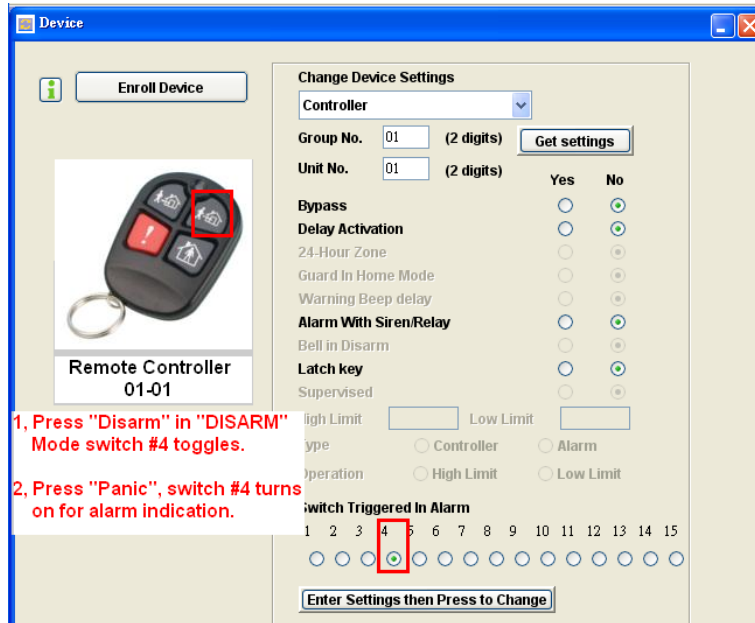 Device
Enroll Device
Change Device Settings
Controller
Group No. 01 (2 digits) Get settings
Unit No. 01 (2 digits)
Yes No
Bypass
Delay Activation
24-Hour Zone
Guard In Home Mode
Warning Beep delay
Alarm With Siren/Relay
Bell in Disarm
Latch key
Supervised
High Limit Low Limit
Type Controller Alarm
Operation High Limit Low Limit
Switch Triggered In Alarm
1 2 3 4 5 6 7 8 9 10 11 12 13 14 15
Enter Settings then Press to Change
!
Remote Controller
01-01
1, Press "Disarm" in "DISARM"
Mode switch #4 toggles.
2, Press "Panic", switch #4 turns
on for alarm indication.